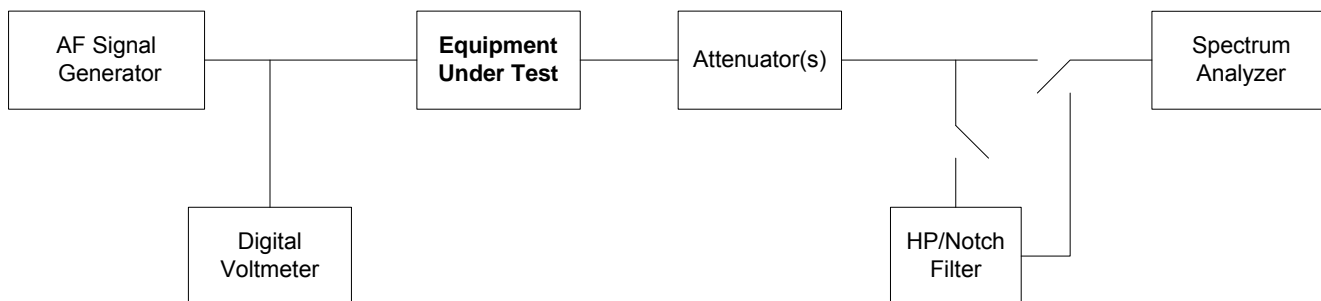 AF Signal
Generator
Equipment
Under Test
Attenuator(s)
Spectrum
Analyzer
Digital
Voltmeter
HP/Notch
Filter